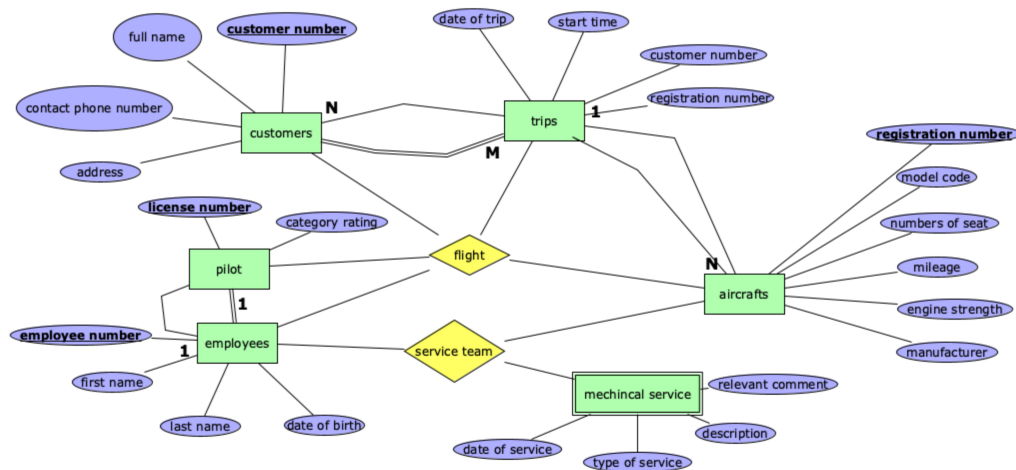 date of trip
start time
full name
customer number
customer number
contact phone number
N
1
registration number
trips
customers
M
registration number
address
model code
license number
category rating
numbers of seat
flight
pilot
N
mileage
1
aircrafts
engine strength
employee number
employees
1
service team
manufacturer
first name
relevant comment
mechincal service
last name
date of birth
description
date of service
type of service